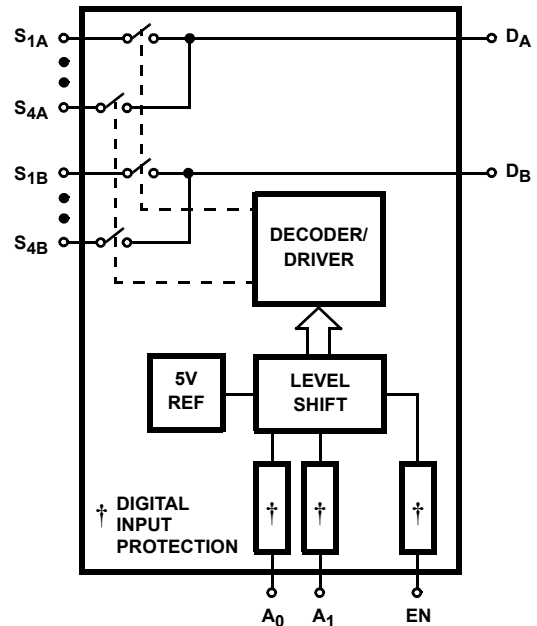 S1A
DA
S4A
S1B
DB
S4B
DECODER/
DRIVER
5V
REF
LEVEL
SHIFT
† DIGITAL
INPUT
PROTECTION
†
†
†
A0
A1
EN